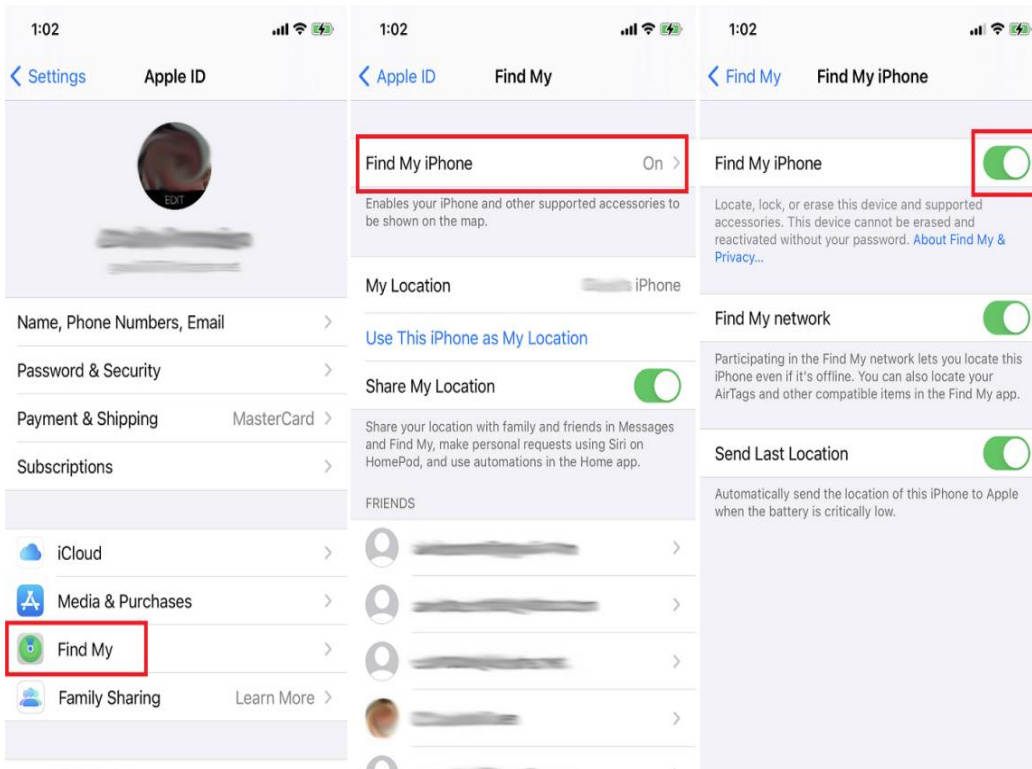 1:02
Settings
Apple ID
EDIT
Name, Phone Numbers, Email
Password & Security
Payment & Shipping
MasterCard
Subscriptions
iCloud
Media & Purchases
Find My
Family Sharing
Learn More
1:02
Apple ID
Find My
Find My iPhone
On
Enables your iPhone and other supported accessories to
be shown on the map.
My Location
iPhone
Use This iPhone as My Location
Share My Location
Share your location with family and friends in Messages
and Find My, make personal requests using Siri on
HomePod, and use automations in the Home app.
FRIENDS
1:02
Find My
Find My iPhone
Find My iPhone
Locate, lock, or erase this device and supported
accessories. This device cannot be erased and
reactivated without your password. About Find My &
Privacy...
Find My network
Participating in the Find My network lets you locate this
iPhone even if it's offline. You can also locate your
AirTags and other compatible items in the Find My app.
Send Last Location
Automatically send the location of this iPhone to Apple
when the battery is critically low.